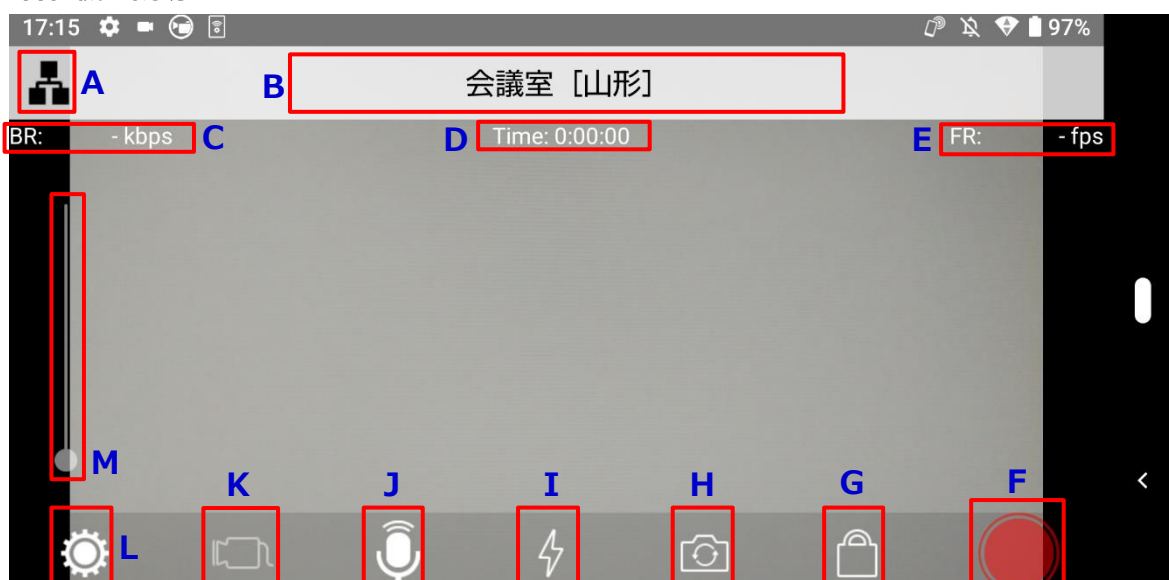 17:15 97%
A B 会議室［山形］
BR: - kbps C D Time: 0:00:00 E FR: - fps
M K J I H G F
L